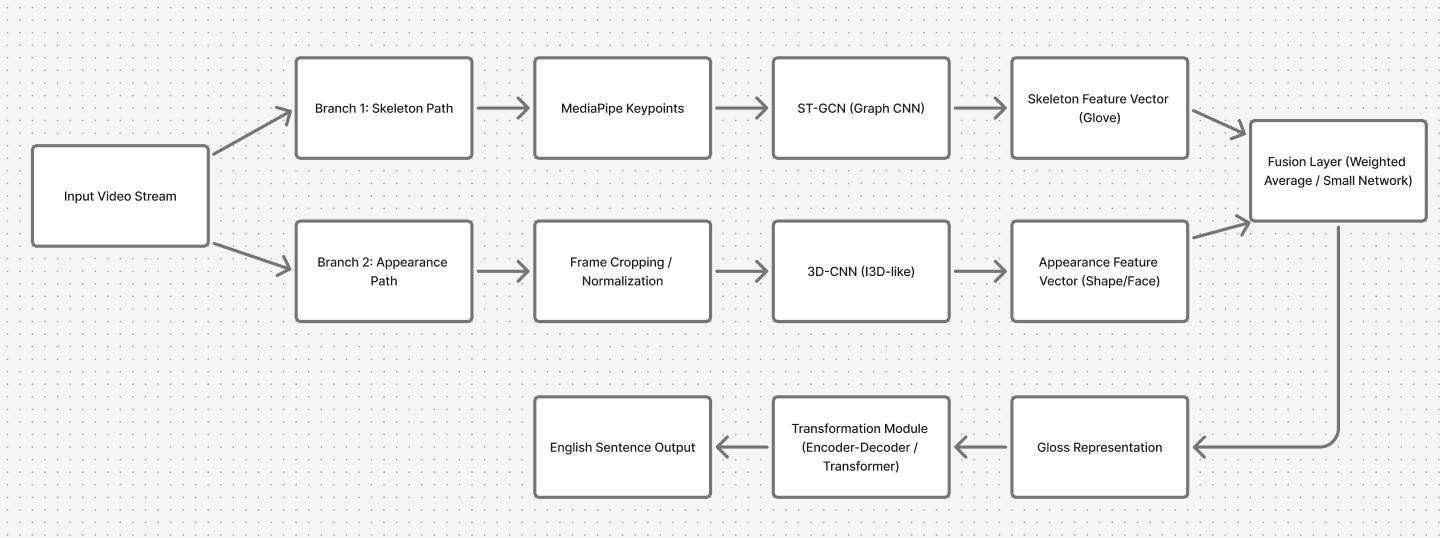 Branch 1: Skeleton Path
MediaPipe Keypoints
ST-GCN (Graph CNN)
Skeleton Feature Vector
(Glove)
Input Video Stream
Fusion Layer (Weighted
Average / Small Network)
Branch 2: Appearance
Path
Frame Cropping /
Normalization
3D-CNN (I3D-like)
Appearance Feature
Vector (Shape/Face)
English Sentence Output
Transformation Module
(Encoder-Decoder /
Transformer)
Gloss Representation